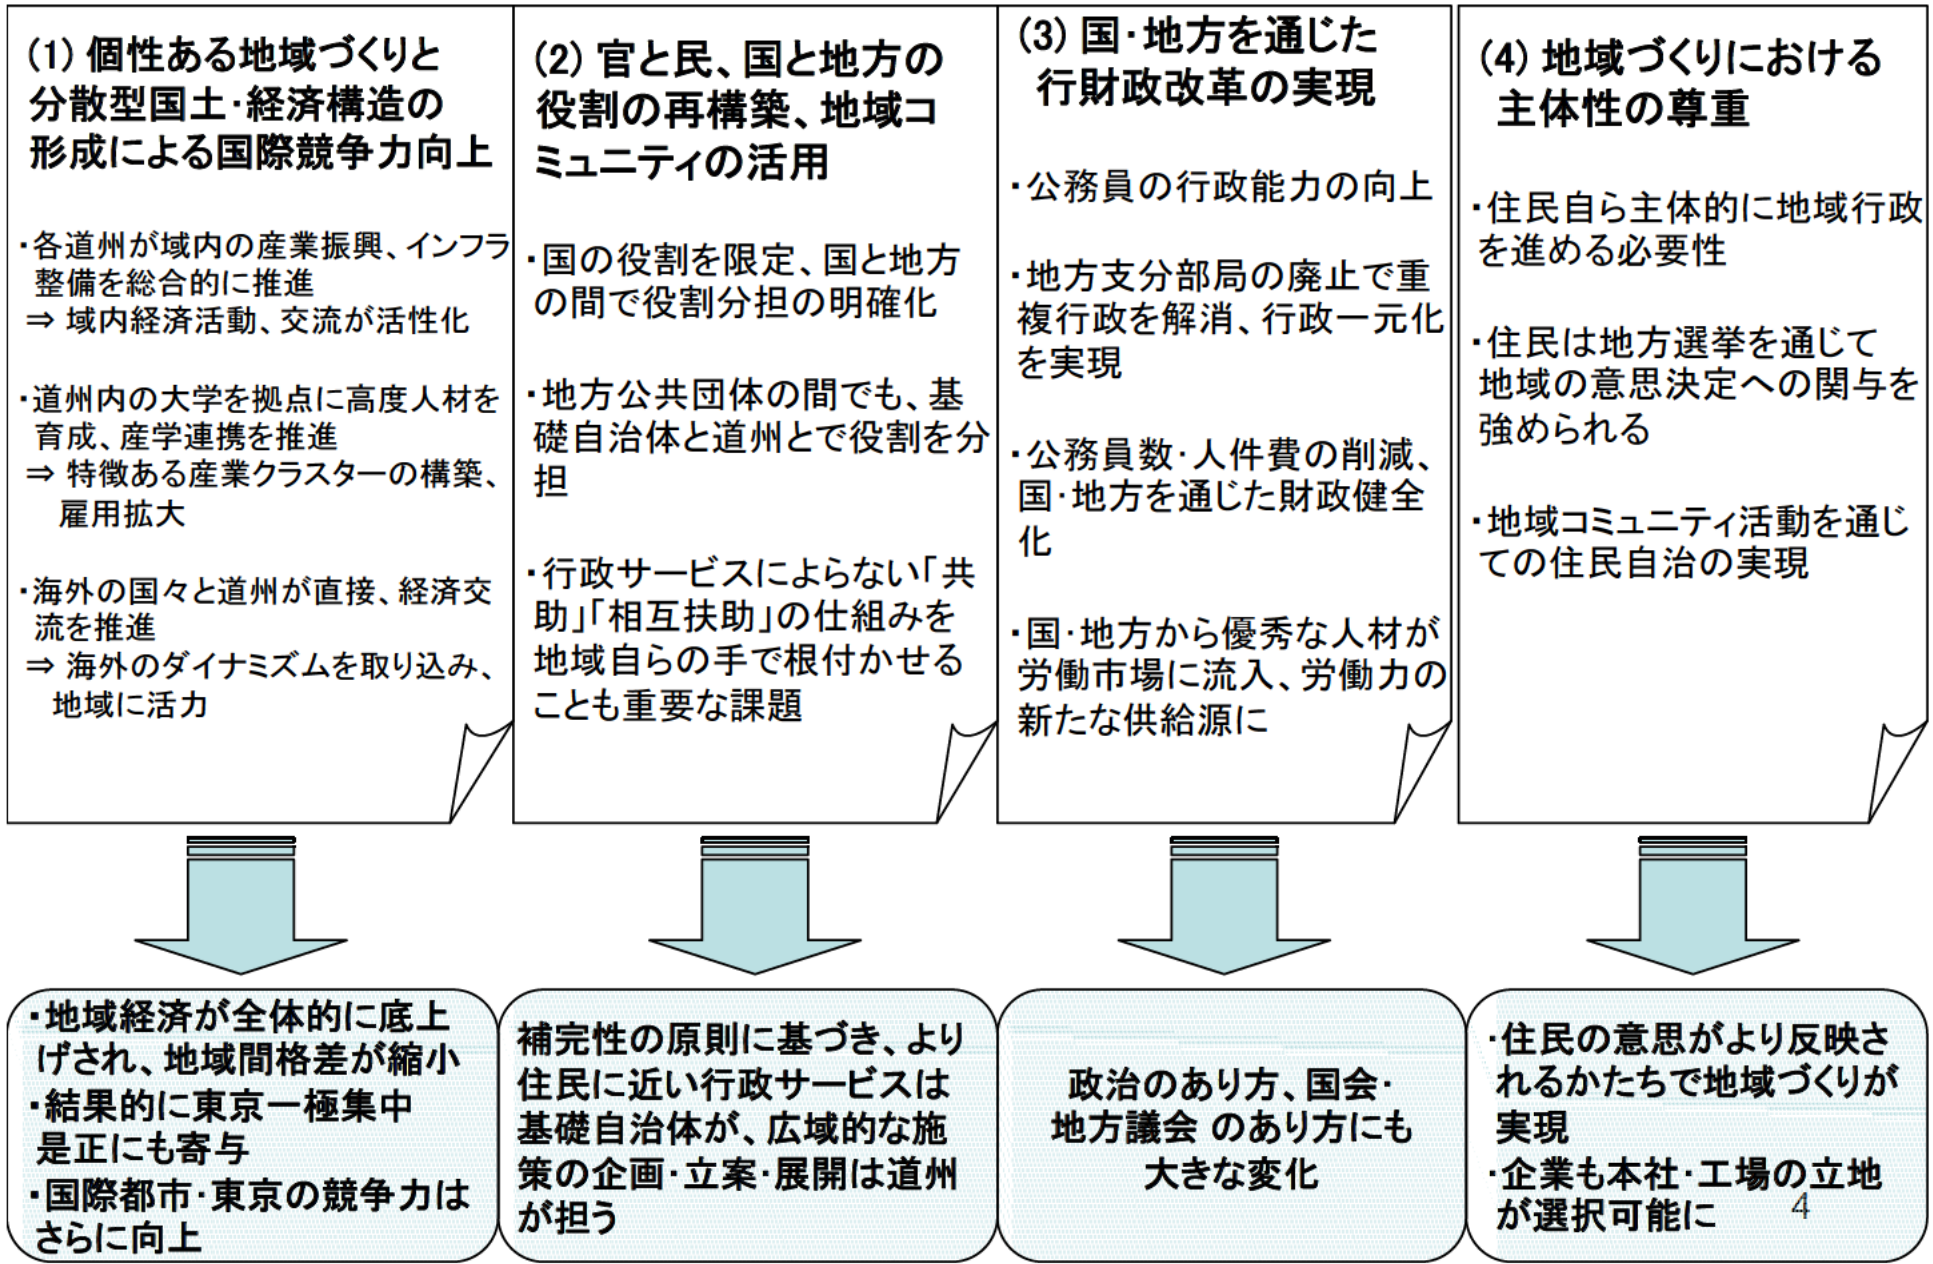 (1) 個性ある地域づくりと
分散型国土・経済構造の
形成による国際競争力向上
・各道州が域内の産業振興、インフラ
整備を総合的に推進
⇒ 域内経済活動、交流が活性化
・道州内の大学を拠点に高度人材を
育成、産学連携を推進
⇒ 特徴ある産業クラスターの構築、
雇用拡大
・海外の国々と道州が直接、経済交
流を推進
⇒ 海外のダイナミズムを取り込み、
地域に活力
(2) 官と民、国と地方の
役割の再構築、地域コ
ミュニティの活用
・国の役割を限定、国と地方
の間で役割分担の明確化
・地方公共団体の間でも、基
礎自治体と道州とで役割を分
担
・行政サービスによらない「共
助」「相互扶助」の仕組みを
地域自らの手で根付かせる
ことも重要な課題
(3) 国・地方を通じた
行財政改革の実現
・公務員の行政能力の向上
・地方支分部局の廃止で重
複行政を解消、行政一元化
を実現
・公務員数・人件費の削減、
国・地方を通じた財政健全
化
・国・地方から優秀な人材が
労働市場に流入、労働力の
新たな供給源に
(4) 地域づくりにおける
主体性の尊重
・住民自ら主体的に地域行政
を進める必要性
・住民は地方選挙を通じて
地域の意思決定への関与を
強められる
・地域コミュニティ活動を通じ
ての住民自治の実現
・地域経済が全体的に底上
げされ、地域間格差が縮小
・結果的に東京一極集中
是正にも寄与
・国際都市・東京の競争力は
さらに向上
補完性の原則に基づき、より
住民に近い行政サービスは
基礎自治体が、広域的な施
策の企画・立案・展開は道州
が担う
政治のあり方、国会・
地方議会 のあり方にも
大きな変化
・住民の意思がより反映さ
れるかたちで地域づくりが
実現
・企業も本社・工場の立地
が選択可能に
4